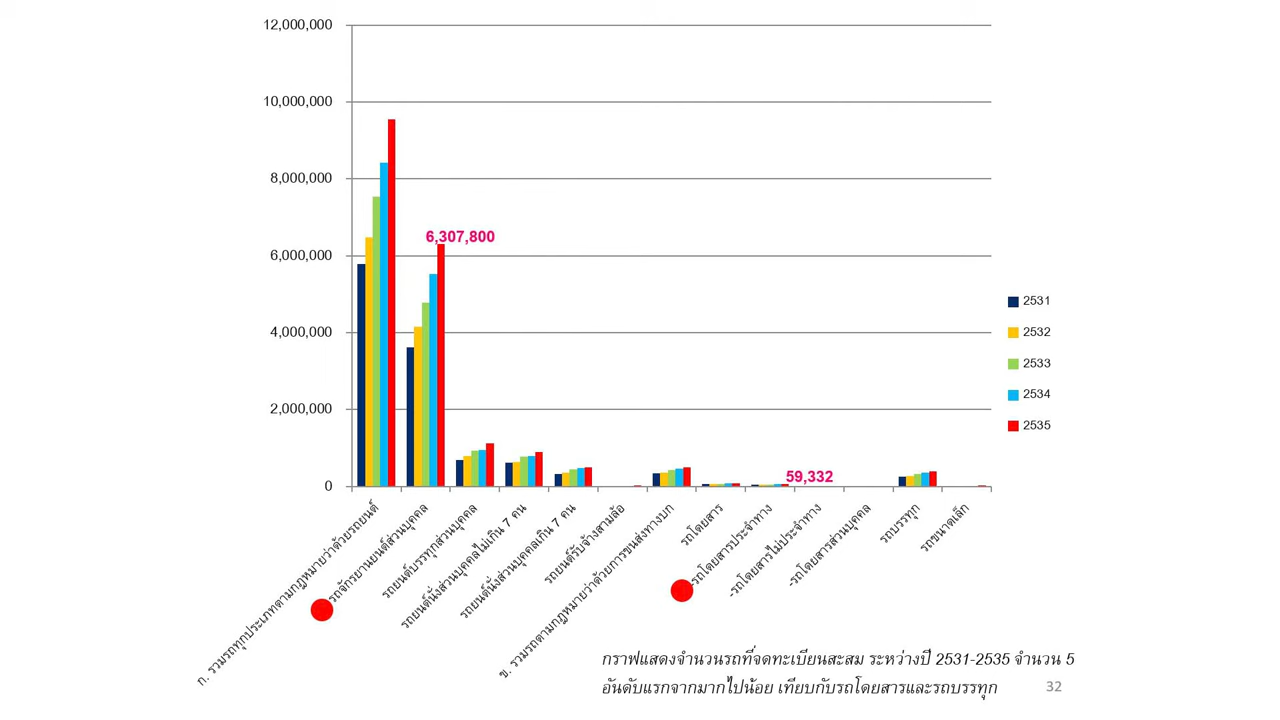 12,000,000
10,000,000
8,000,000
6,000,000
4,000,000
2,000,000
0
6,307,800
59,332
2531
2532
2533
2534
2535
ก. รวมรถทุกประเภทตามกฎหมายว่าด้วยรถยนต์
รถจักรยานยนต์ส่วนบุคคล
รถยนต์บรรทุกส่วนบุคคล
รถยนต์นั่งส่วนบุคคลไม่เกิน 7 คน
รถยนต์นั่งส่วนบุคคลเกิน 7 คน
รถยนต์รับจ้างสามล้อ
ข. รวมรถตามกฎหมายว่าด้วยการขนส่งทางบก
รถโดยสาร
-รถโดยสารประจำทาง
-รถโดยสารไม่ประจำทาง
-รถโดยสารส่วนบุคคล
รถบรรทุก
รถขนาดเล็ก
กราฟแสดงจำนวนรถที่จดทะเบียนสะสม ระหว่างปี 2531-2535 จำนวน 5
อันดับแรกจากมากไปน้อย เทียบกับรถโดยสารและรถบรรทุก
32